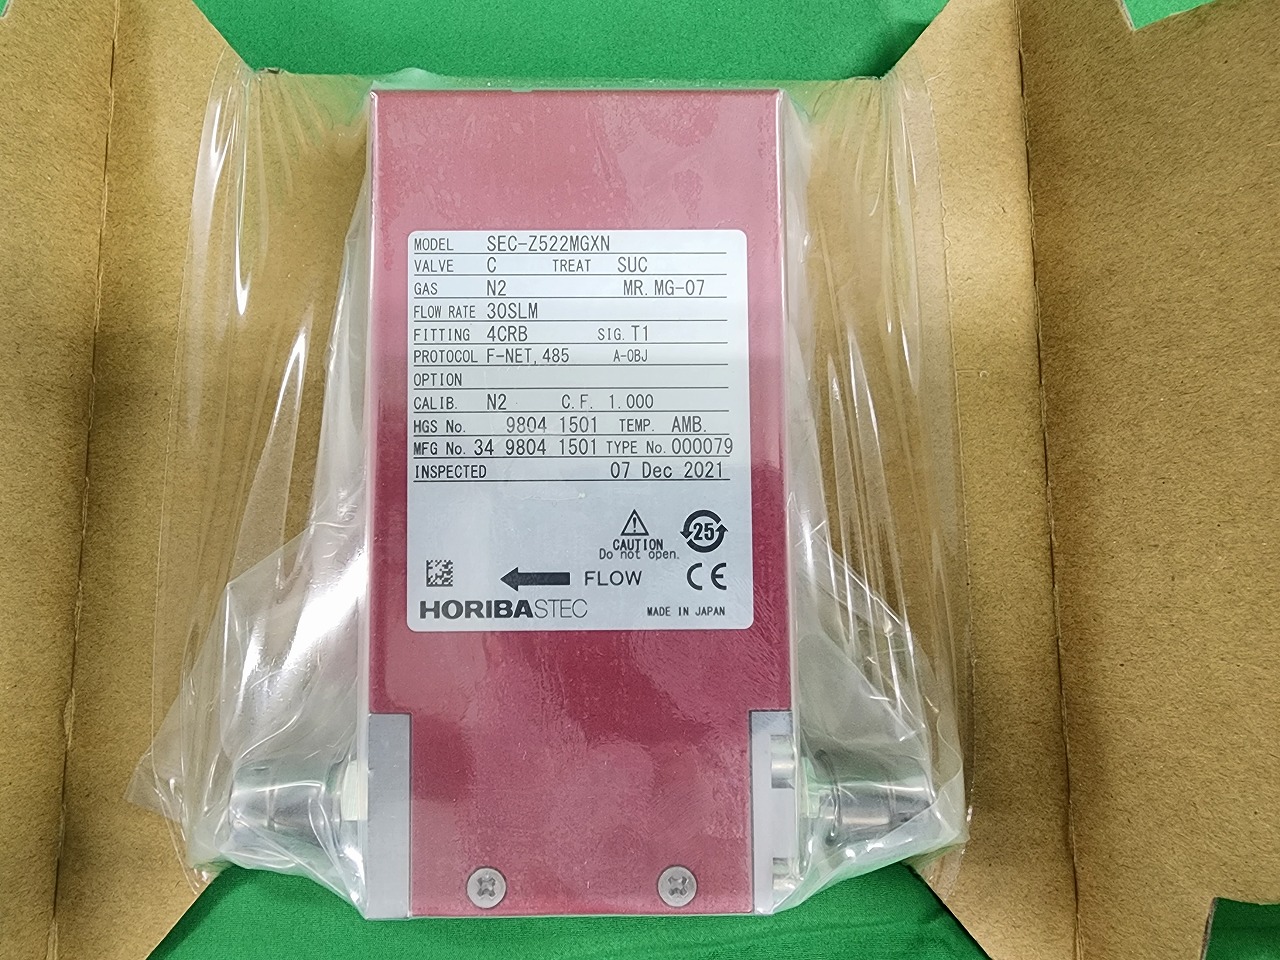 MODEL SEC-Z522MGXN
VALVE C TREAT SUC
GAS N2 MR.MG-07
FLOW RATE 30SLM
FITTING 4CRB SIG. T1
PROTOCOL F-NET, 485 A-OBJ
OPTION
CALIB. N2 C.F. 1.000
HGS No. 9804 1501 TEMP. AMB.
MFG No. 34 9804 1501 TYPE No. 000079
INSPECTED 07 Dec 2021
25
CAUTION
Do not open.
FLOW CE
HORIBASTEC MADE IN JAPAN